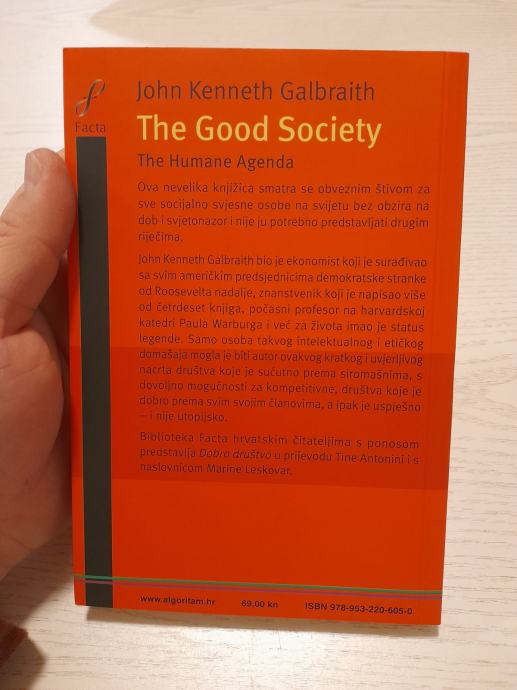 John Kenneth Galbraith
Facta
The Good Society
The Humane Agenda
Ova nevelika knjižica smatra se obveznim štivom za
sve socijalno svjesne osobe na svijetu bez obzira na
dob i svjetonazor i nije ju potrebno predstavljati drugim
riječima.
John Kenneth Galbraith bio je ekonomist koji je surađivao
sa svim američkim predsjednicima demokratske stranke
od Roosevelta nadalje, znanstvenik koji je napisao više
od četrdeset knjiga, počasni profesor na harvardskoj
katedri Paula Warburga i već za života imao je status
legende. Samo osoba takvog intelektualnog i etičkog
domašaja mogla je biti autor ovakvog kratkog i uvjerljivog
nacrta društva koje je sućutno prema siromašnima, s
dovoljno mogućnosti za kompetitivne, društva koje je
dobro prema svim svojim članovima, a ipak je uspješno
– i nije utopijsko.
Biblioteka Facta hrvatskim čitateljima s ponosom
predstavlja Dobro društvo u prijevodu Tine Antonini i s
naslovnicom Marine Leskovar.
www.algoritam.hr 69,00 kn ISBN 978-953-220-605-0